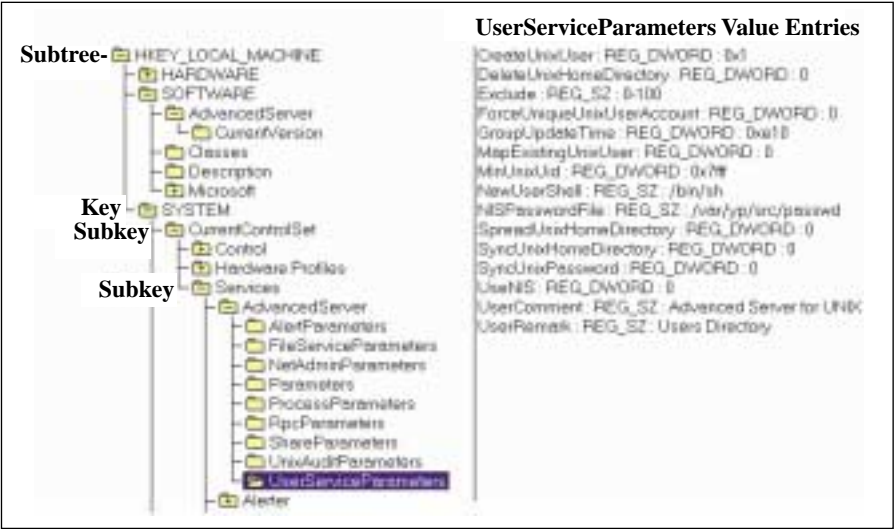 UserServiceParameters Value Entries
Subtree- HKEY_LOCAL_MACHINE
HARDWARE
SOFTWARE
AdvancedServer
CurrentVersion
Classes
Description
Microsoft
Key SYSTEM
Subkey CurrentControlSet
Control
Hardware Profiles
Subkey Services
AdvancedServer
AlertParameters
FileServiceParameters
NetAdminParameters
Parameters
ProcessParameters
RpcParameters
ShareParameters
UnixAuditParameters
UserServiceParameters
Alerter
CreateUnixUser : REG_DWORD : 0x1
DeleteUnixHomeDirectory : REG_DWORD : 0
Exclude : REG_SZ : 0-100
ForceUniqueUnixUserAccount : REG_DWORD : 0
GroupUpdateTime : REG_DWORD : 0xe10
MapExistingUnixUser : REG_DWORD : 0
MinUnixUid : REG_DWORD : 0x7fff
NewUserShell : REG_SZ : /bin/sh
NISPasswordFile : REG_SZ : /var/yp/src/passwd
SpreadUnixHomeDirectory : REG_DWORD : 0
SyncUnixHomeDirectory : REG_DWORD : 0
SyncUnixPassword : REG_DWORD : 0
UseNIS : REG_DWORD : 0
UserComment : REG_SZ : Advanced Server for UNIX
UserRemark : REG_SZ : Users Directory